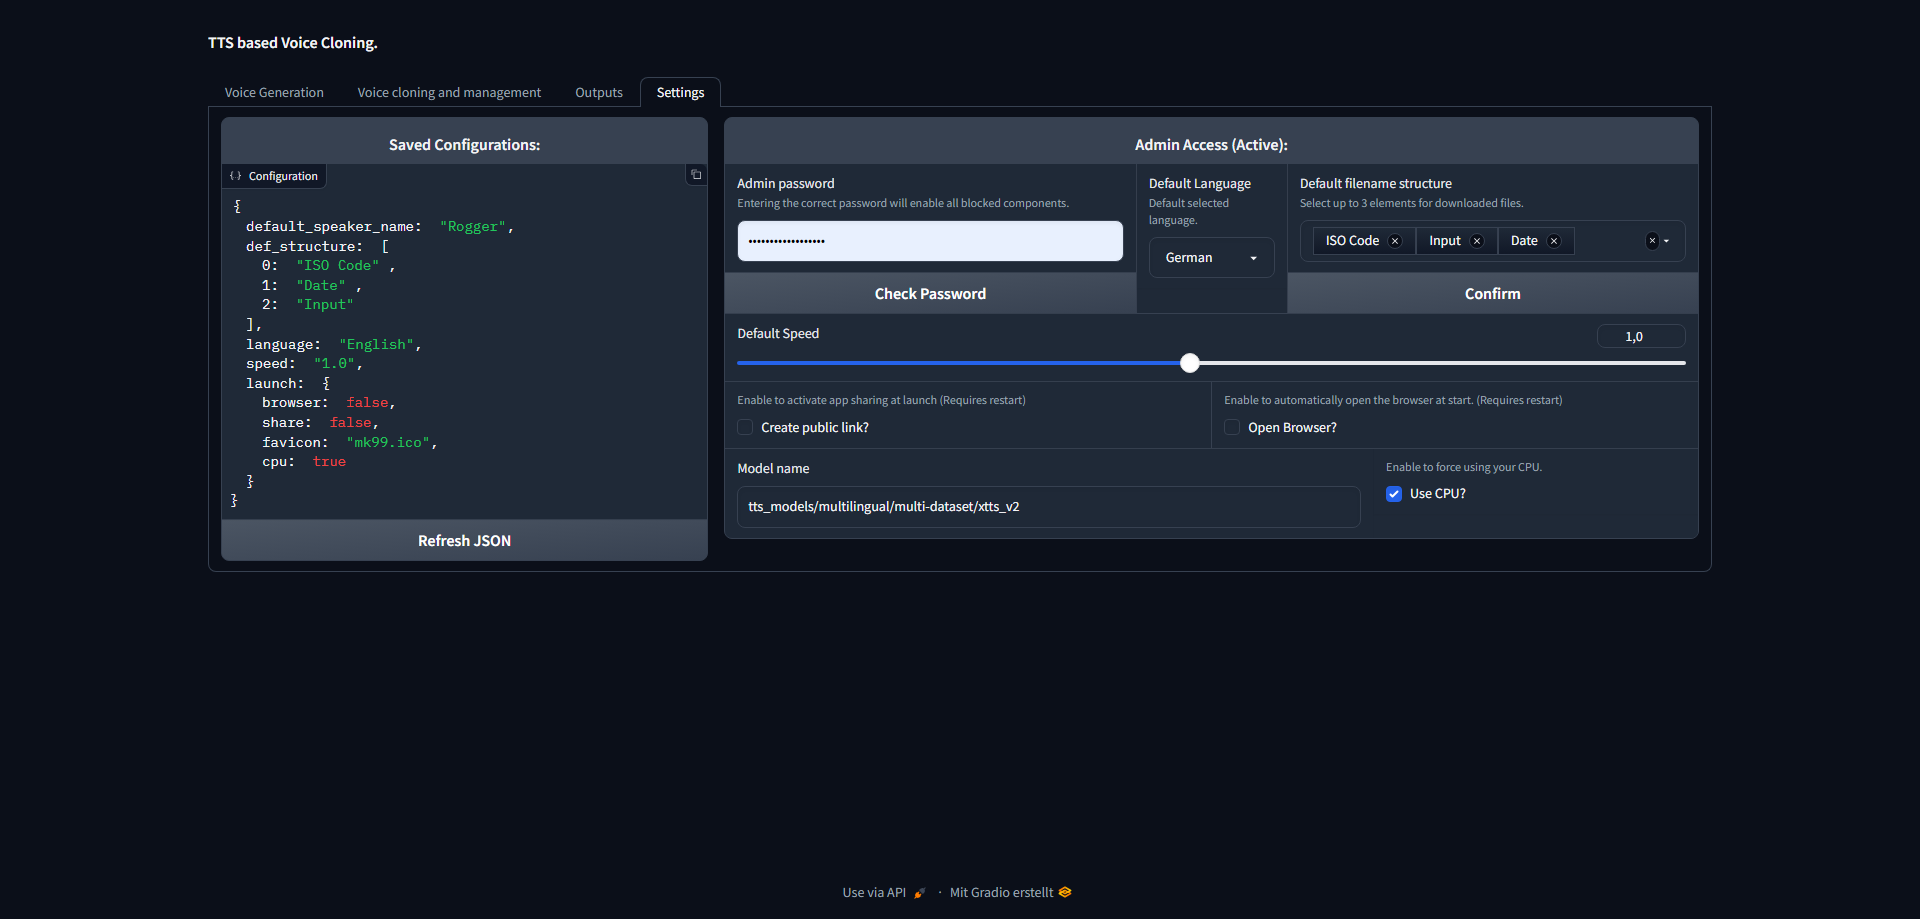 TTS based Voice Cloning.
Voice Generation
Voice cloning and management
Outputs
Settings
Saved Configurations:
{·} Configuration
{
default_speaker_name: "Rogger",
def_structure: [
0: "ISO Code" ,
1: "Date" ,
2: "Input"
],
language: "English",
speed: "1.0",
launch: {
browser: false,
share: false,
favicon: "mk99.ico",
cpu: true
}
}
Refresh JSON
Admin Access (Active):
Admin password
Entering the correct password will enable all blocked components.
••••••••••••••••••
Check Password
Default Language
Default selected
language.
German
Default filename structure
Select up to 3 elements for downloaded files.
ISO Code
Input
Date
Confirm
Default Speed
1,0
Enable to activate app sharing at launch (Requires restart)
Create public link?
Enable to automatically open the browser at start. (Requires restart)
Open Browser?
Model name
tts_models/multilingual/multi-dataset/xtts_v2
Enable to force using your CPU.
Use CPU?
Use via API · Mit Gradio erstellt